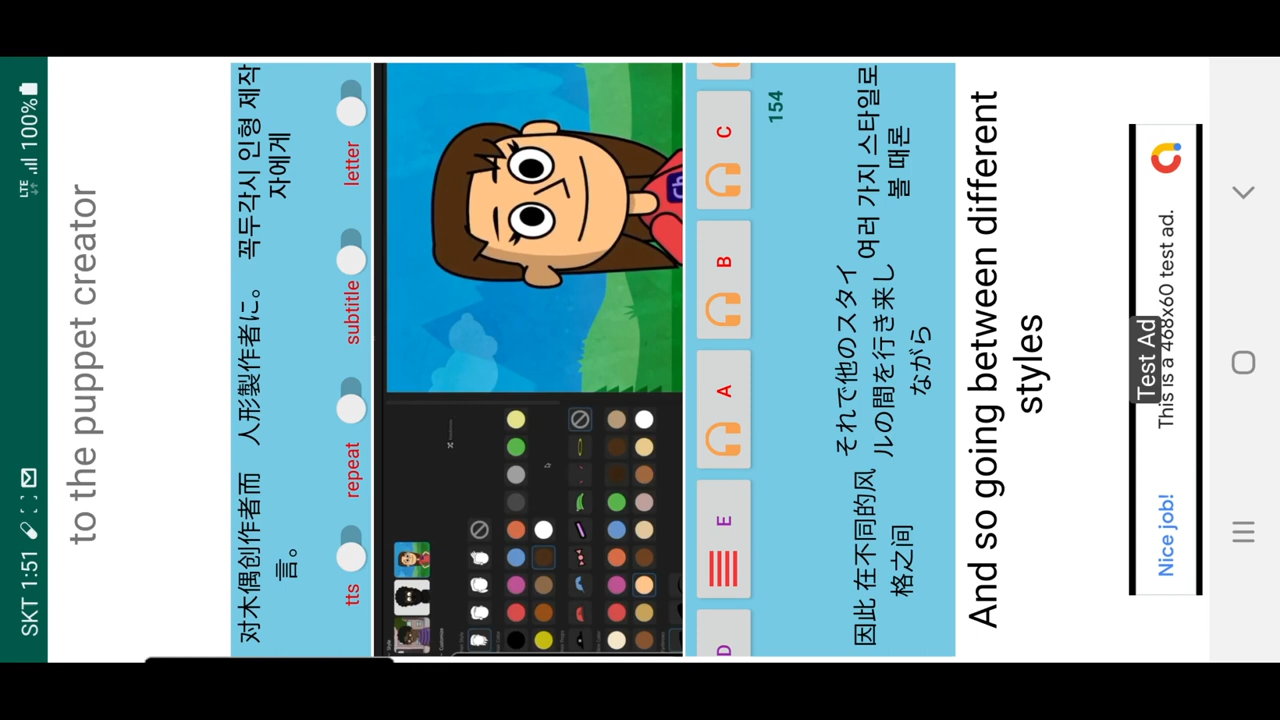 SKT 1:51
LTE
100%
to the puppet creator
对木偶创作者而
言。
人形製作者に。
꼭두각시 인형 제작
자에게
tts
repeat
subtitle
letter
D
E
A
B
C
154
因此 在不同的风
格之间
それで他のスタイ
ルの間を行き来し
ながら
여러 가지 스타일로
볼 때론
And so going between different
styles
Test Ad
Nice job!
This is a 468x60 test ad.